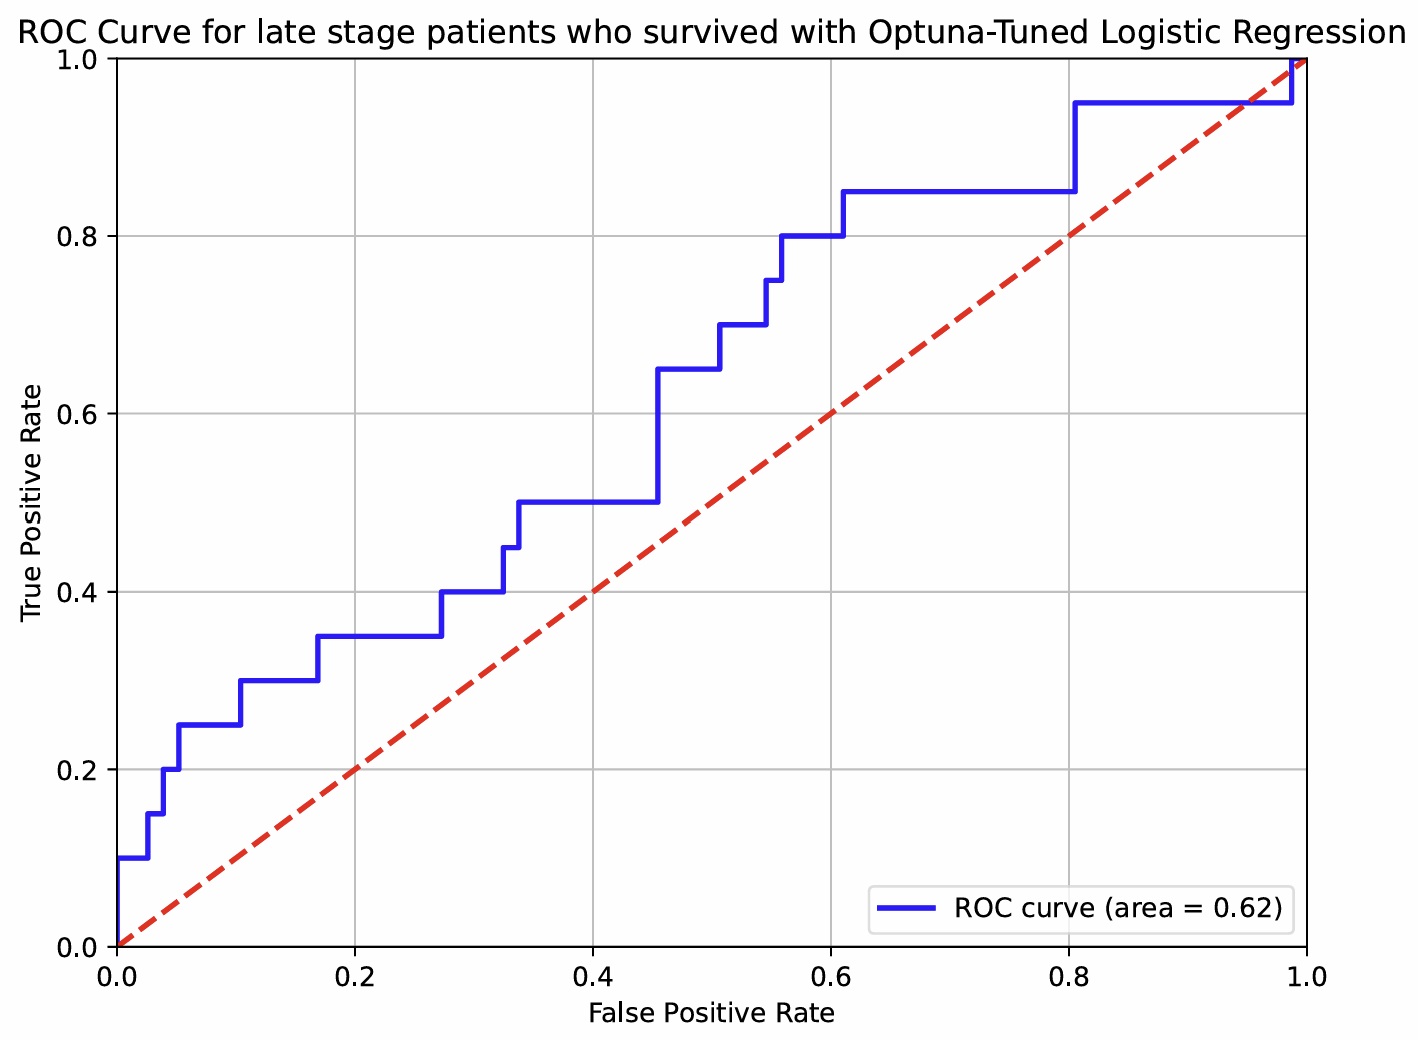 ROC Curve for late stage patients who survived with Optuna-Tuned Logistic Regression
1.0
0.8
0.6
0.4
0.2
0.0
True Positive Rate
ROC curve (area = 0.62)
0.0 0.2 0.4 0.6 0.8 1.0
False Positive Rate